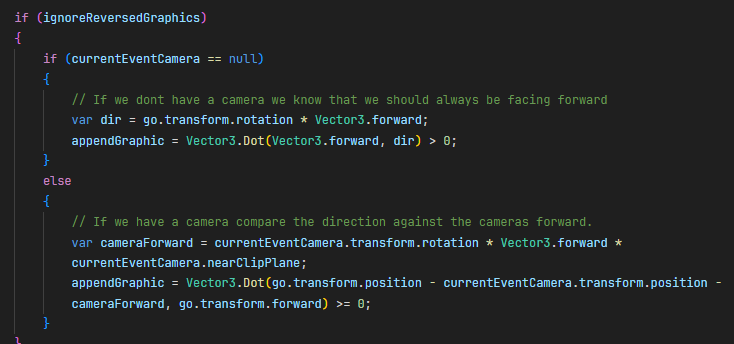 if (ignoreReversedGraphics)
{
if (currentEventCamera == null)
{
// If we dont have a camera we know that we should always be facing forward
var dir = go.transform.rotation * Vector3.forward;
appendGraphic = Vector3.Dot(Vector3.forward, dir) > 0;
}
else
{
// If we have a camera compare the direction against the cameras forward.
var cameraForward = currentEventCamera.transform.rotation * Vector3.forward *
currentEventCamera.nearClipPlane;
appendGraphic = Vector3.Dot(go.transform.position - currentEventCamera.transform.position -
cameraForward, go.transform.forward) >= 0;
}
}